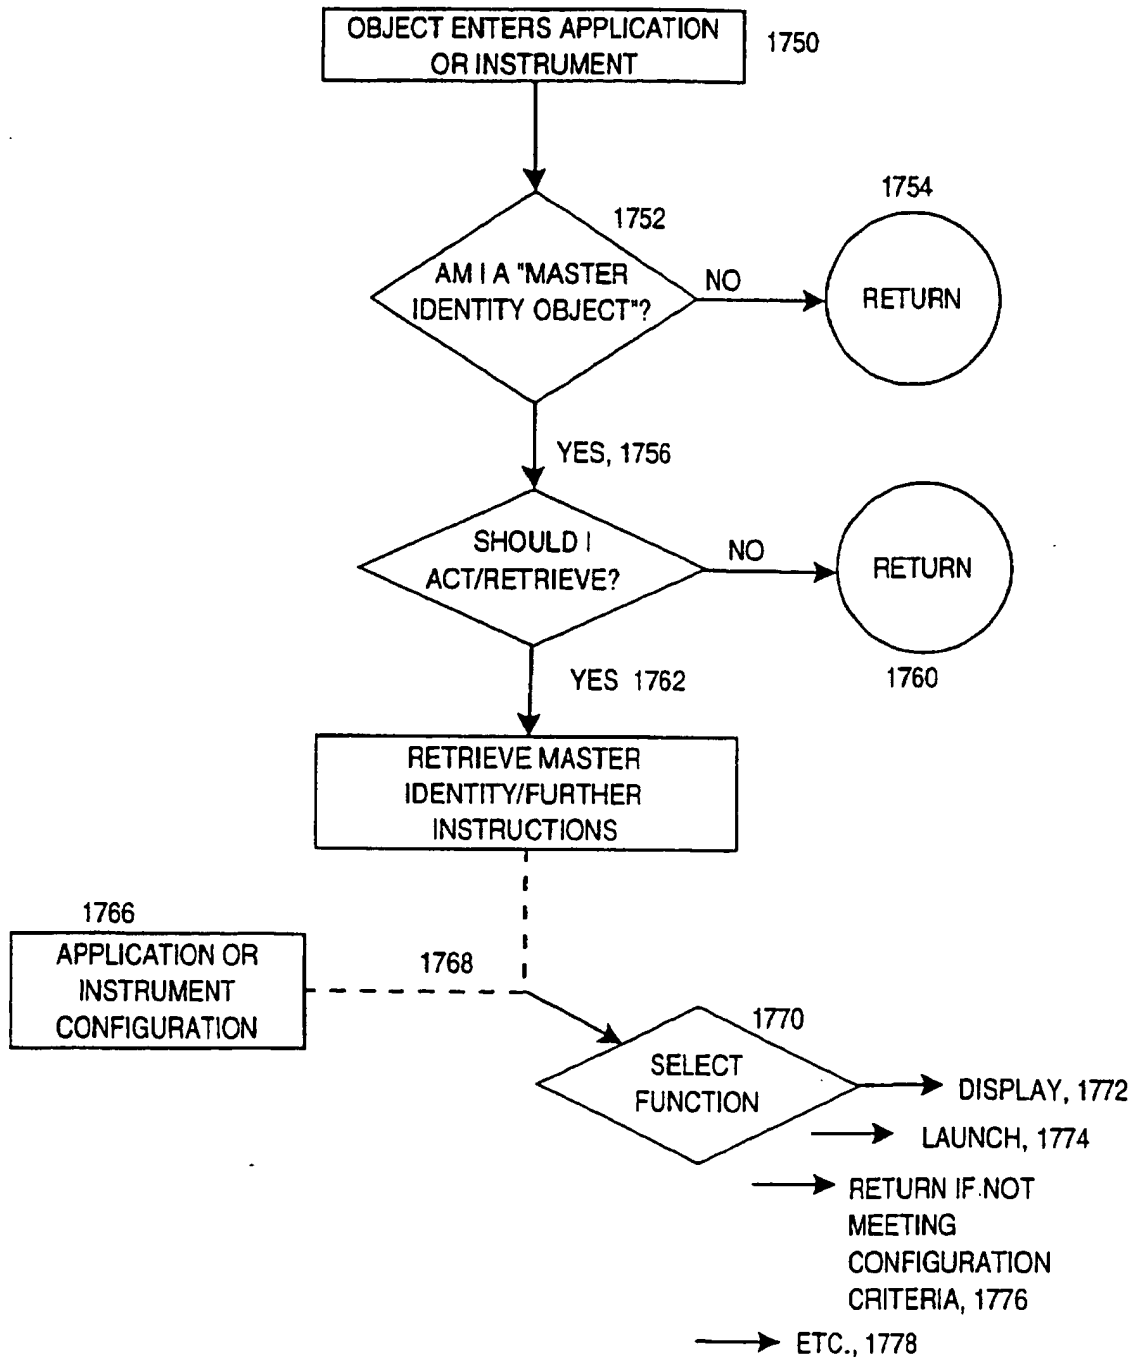 OBJECT ENTERS APPLICATION
OR INSTRUMENT
1750
1754
1752
AM I A "MASTER
IDENTITY OBJECT"?
NO
RETURN
YES, 1756
SHOULD I
ACT/RETRIEVE?
NO
RETURN
1760
YES 1762
RETRIEVE MASTER
IDENTITY/FURTHER
INSTRUCTIONS
1766
APPLICATION OR
INSTRUMENT
CONFIGURATION
1768
1770
SELECT
FUNCTION
DISPLAY, 1772
LAUNCH, 1774
RETURN IF NOT
MEETING
CONFIGURATION
CRITERIA, 1776
ETC., 1778